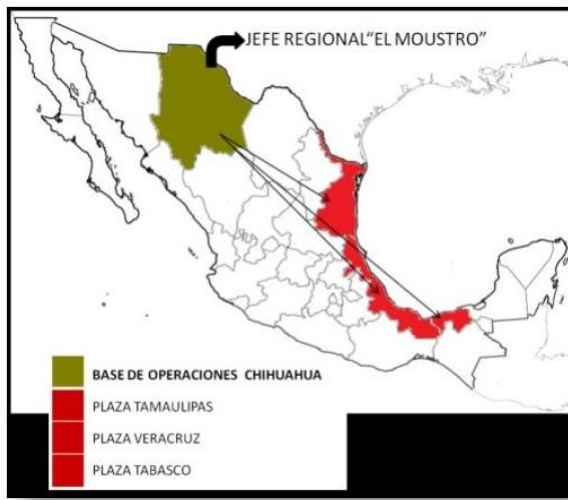 JEFE REGIONAL“EL MOUSTRO”
BASE DE OPERACIONES CHIHUAHUA
PLAZA TAMAULIPAS
PLAZA VERACRUZ
PLAZA TABASCO